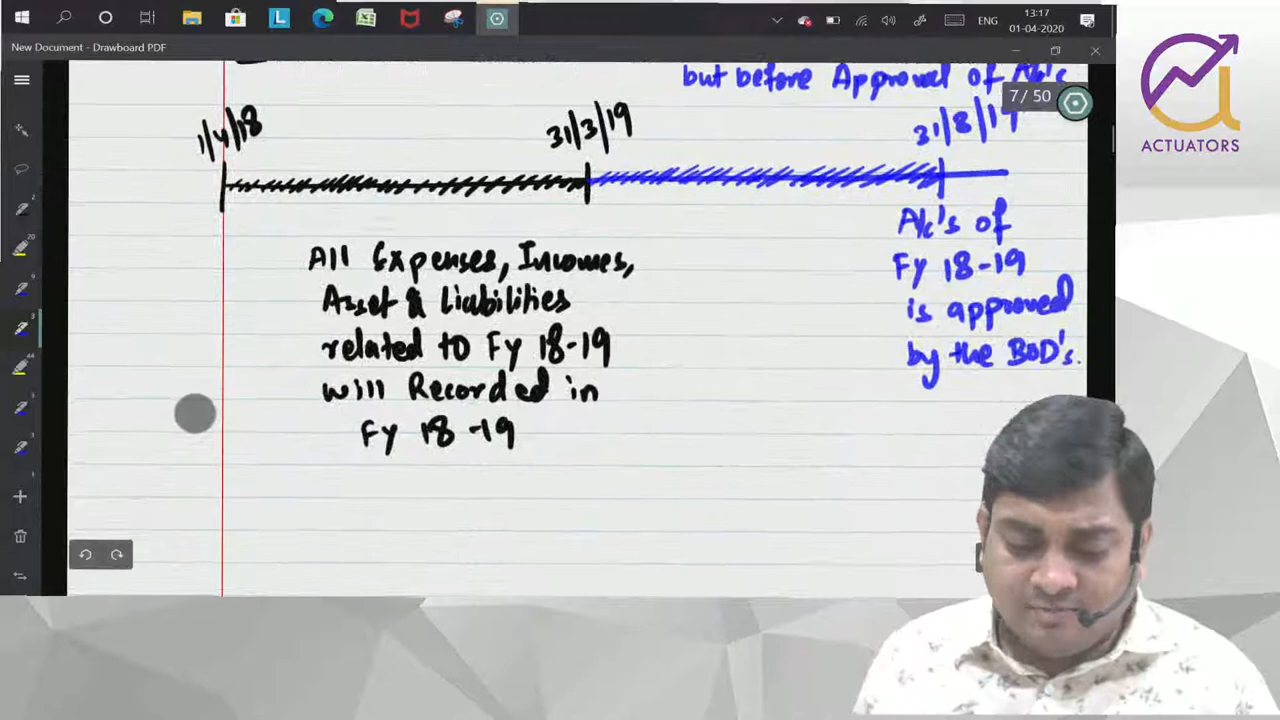 13:17
ENG
01-04-2020
New Document - Drawboard PDF
but before Approval of A/c's
7 / 50
1/4/18
31/3/19
31/8/19
ACTUATORS
All Expenses, Incomes,
Asset & Liabilities
related to Fy 18-19
will Recorded in
Fy 18-19
A/c's of
Fy 18-19
is approved
by the BOD's.